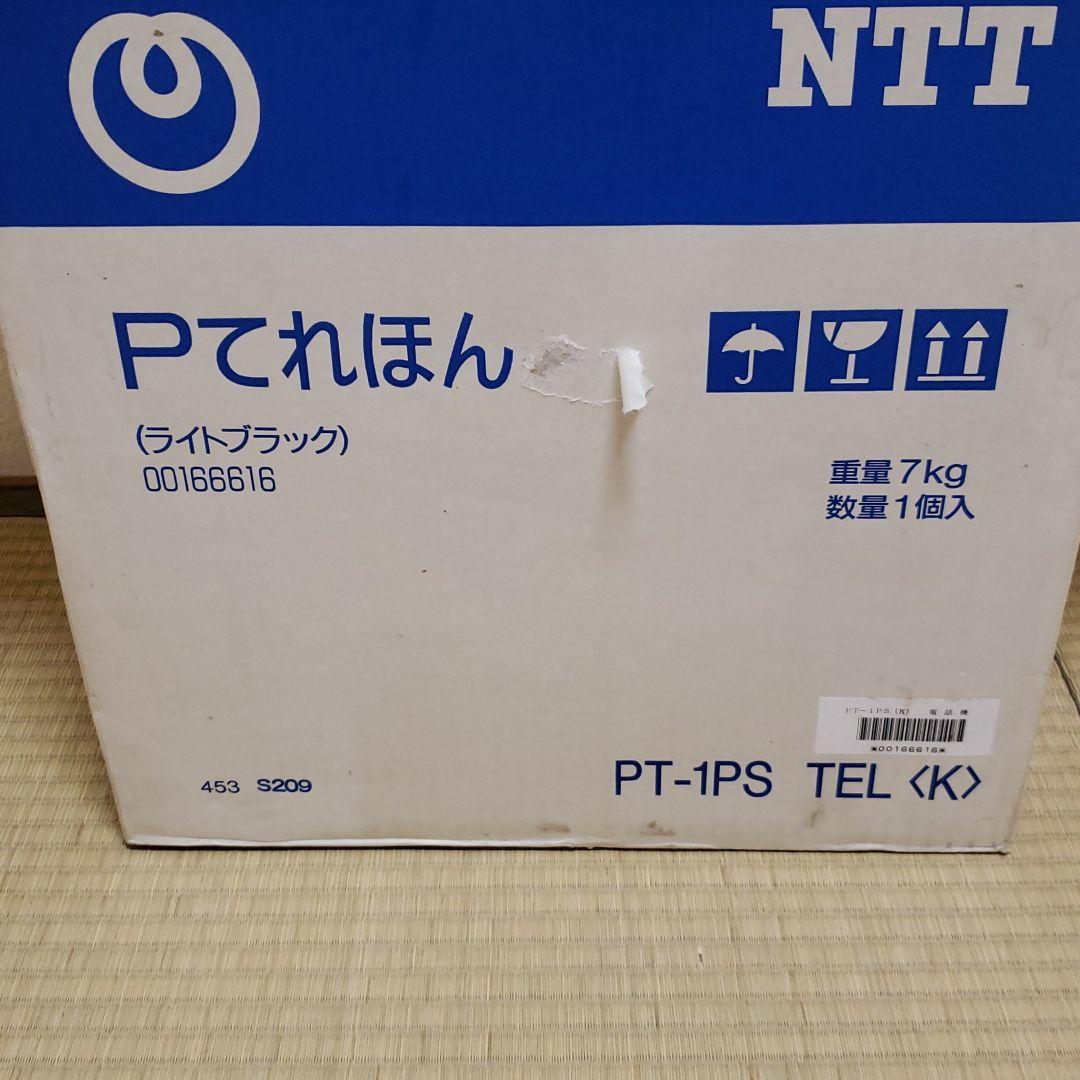 NTT
Pてれほん
(ライトブラック)
00166616
重量7kg
数量1個入
PT-1PS(K) 電話機
*00166616*
453 S209
PT-1PS TEL〈K〉